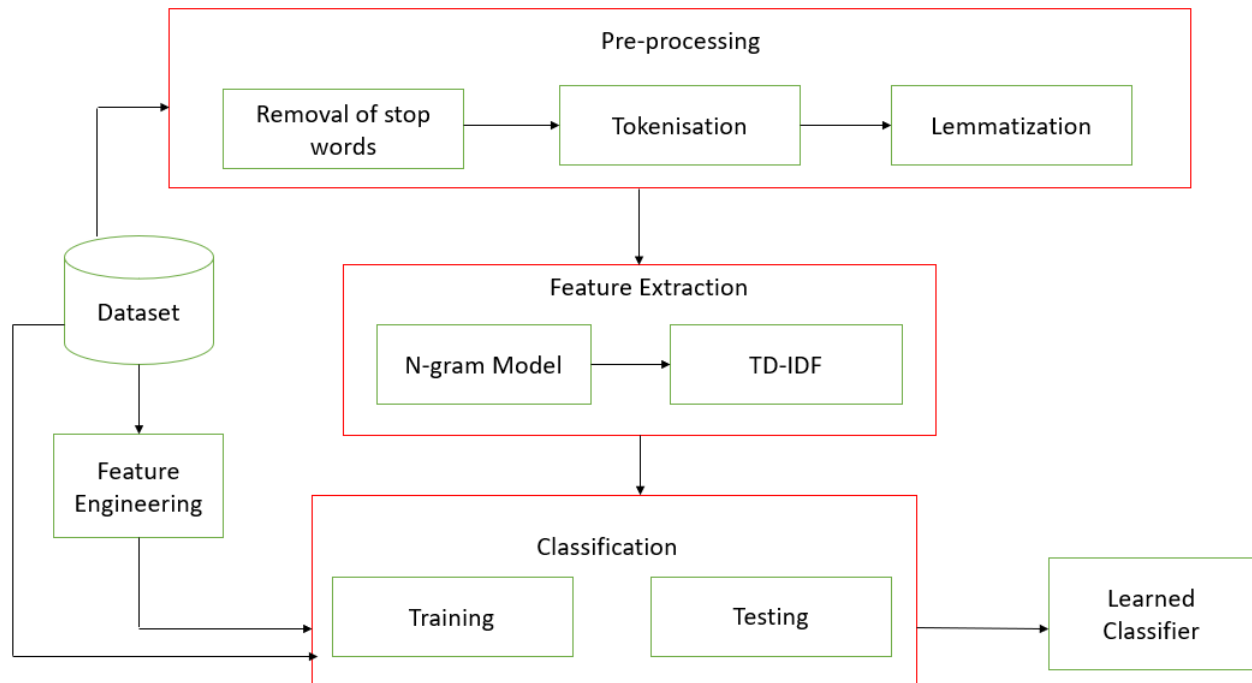 Pre-processing
Removal of stop
words
Tokenisation
Lemmatization
Dataset
Feature Extraction
N-gram Model
TD-IDF
Feature
Engineering
Classification
Training
Testing
Learned
Classifier